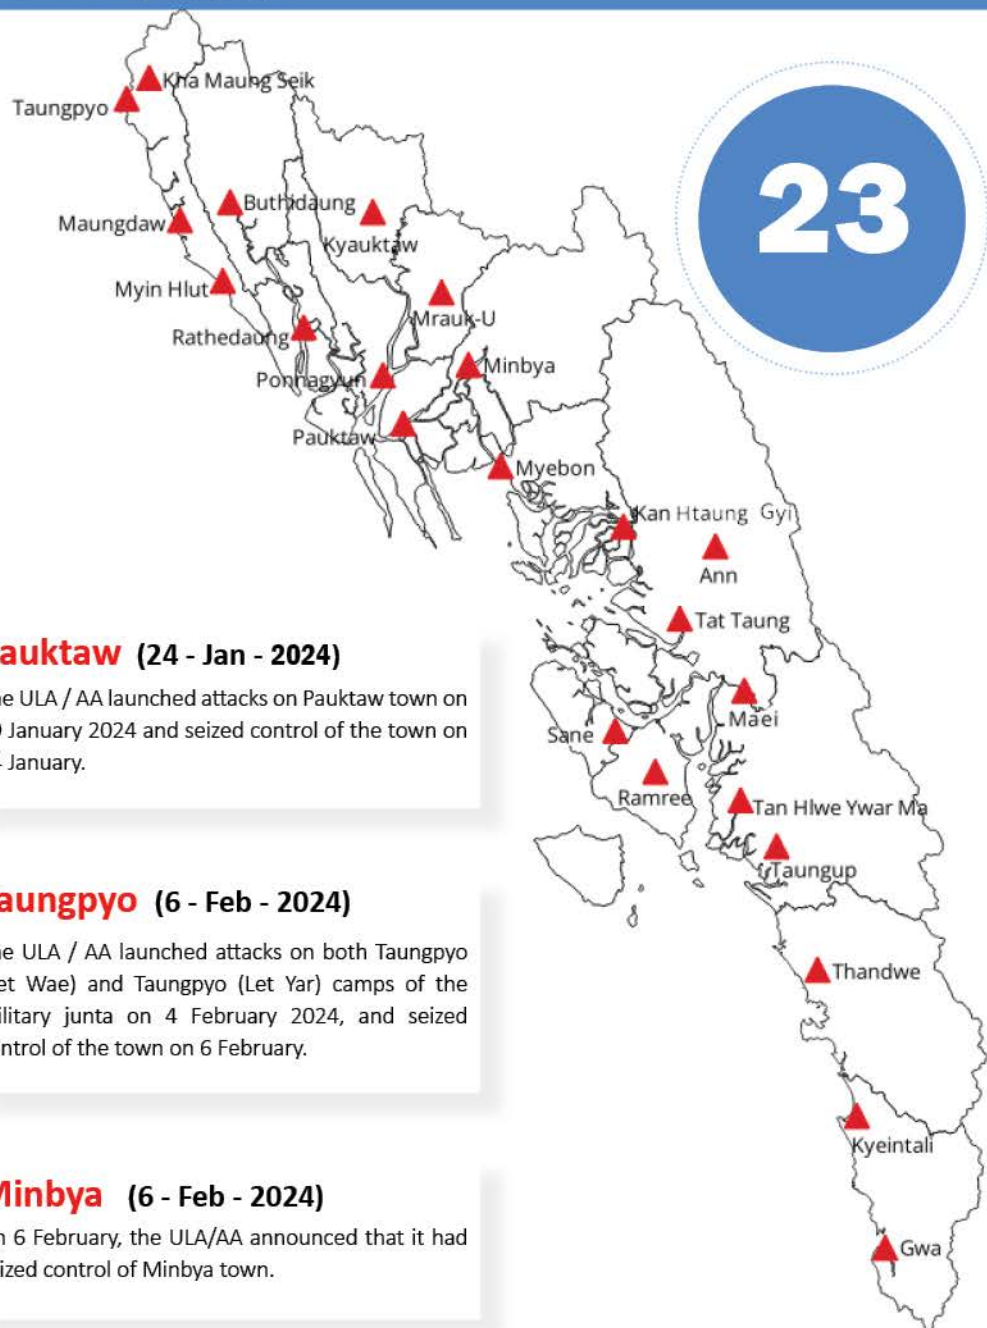 Kha Maung Seik
Taungpyo
23
Buthidaung
Maungdaw
Kyauktaw
Myin Hlut
Mrauk-U
Rathedaung
Minbya
Ponnagyun
Pauktaw
Myebon
Kan Htaung Gyi
Ann
Tat Taung
Maei
Sane
Ramree
Tan Hlwe Ywar Ma
Taungup
Thandwe
Kyeintali
Gwa
auktaw (24 - Jan - 2024)
ULA / AA launched attacks on Pauktaw town on
January 2024 and seized control of the town on
January.
aungpyo (6 - Feb - 2024)
ULA / AA launched attacks on both Taungpyo
et Wae) and Taungpyo (Let Yar) camps of the
ilitary junta on 4 February 2024, and seized
ntrol of the town on 6 February.
Minbya (6 - Feb - 2024)
6 February, the ULA/AA announced that it had
ized control of Minbya town.